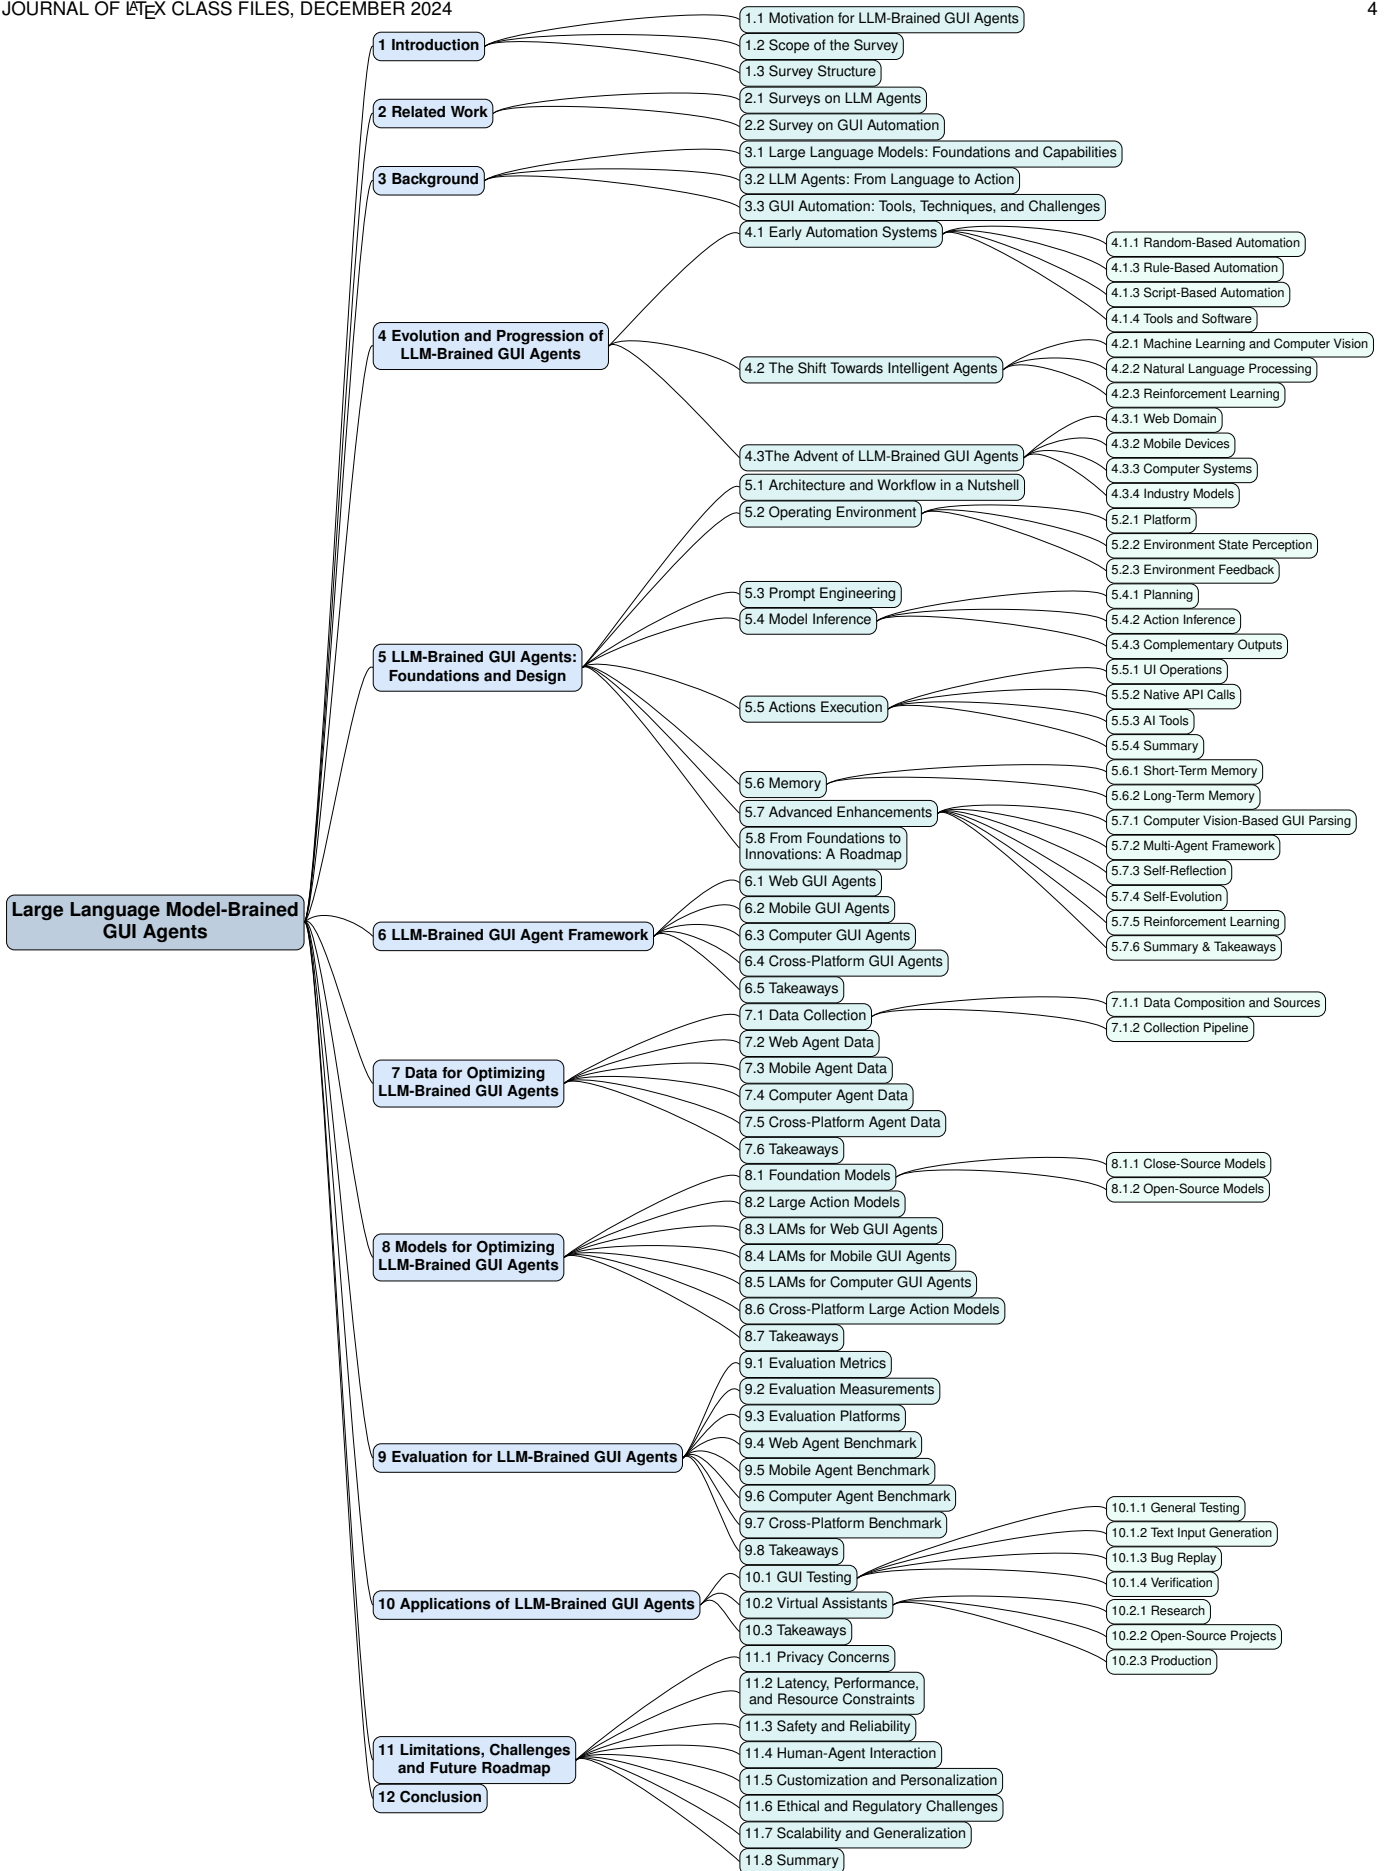 JOURNAL OF LATEX CLASS FILES, DECEMBER 2024
4
Large Language Model-Brained
GUI Agents
1 Introduction
1.1 Motivation for LLM-Brained GUI Agents
1.2 Scope of the Survey
1.3 Survey Structure
2 Related Work
2.1 Surveys on LLM Agents
2.2 Survey on GUI Automation
3 Background
3.1 Large Language Models: Foundations and Capabilities
3.2 LLM Agents: From Language to Action
3.3 GUI Automation: Tools, Techniques, and Challenges
4 Evolution and Progression of
LLM-Brained GUI Agents
4.1 Early Automation Systems
4.1.1 Random-Based Automation
4.1.3 Rule-Based Automation
4.1.3 Script-Based Automation
4.1.4 Tools and Software
4.2 The Shift Towards Intelligent Agents
4.2.1 Machine Learning and Computer Vision
4.2.2 Natural Language Processing
4.2.3 Reinforcement Learning
4.3The Advent of LLM-Brained GUI Agents
4.3.1 Web Domain
4.3.2 Mobile Devices
4.3.3 Computer Systems
4.3.4 Industry Models
5 LLM-Brained GUI Agents:
Foundations and Design
5.1 Architecture and Workflow in a Nutshell
5.2 Operating Environment
5.2.1 Platform
5.2.2 Environment State Perception
5.2.3 Environment Feedback
5.3 Prompt Engineering
5.4 Model Inference
5.4.1 Planning
5.4.2 Action Inference
5.4.3 Complementary Outputs
5.5 Actions Execution
5.5.1 UI Operations
5.5.2 Native API Calls
5.5.3 AI Tools
5.5.4 Summary
5.6 Memory
5.6.1 Short-Term Memory
5.6.2 Long-Term Memory
5.7 Advanced Enhancements
5.7.1 Computer Vision-Based GUI Parsing
5.7.2 Multi-Agent Framework
5.7.3 Self-Reflection
5.7.4 Self-Evolution
5.7.5 Reinforcement Learning
5.7.6 Summary & Takeaways
5.8 From Foundations to
Innovations: A Roadmap
6 LLM-Brained GUI Agent Framework
6.1 Web GUI Agents
6.2 Mobile GUI Agents
6.3 Computer GUI Agents
6.4 Cross-Platform GUI Agents
6.5 Takeaways
7 Data for Optimizing
LLM-Brained GUI Agents
7.1 Data Collection
7.1.1 Data Composition and Sources
7.1.2 Collection Pipeline
7.2 Web Agent Data
7.3 Mobile Agent Data
7.4 Computer Agent Data
7.5 Cross-Platform Agent Data
7.6 Takeaways
8 Models for Optimizing
LLM-Brained GUI Agents
8.1 Foundation Models
8.1.1 Close-Source Models
8.1.2 Open-Source Models
8.2 Large Action Models
8.3 LAMs for Web GUI Agents
8.4 LAMs for Mobile GUI Agents
8.5 LAMs for Computer GUI Agents
8.6 Cross-Platform Large Action Models
8.7 Takeaways
9 Evaluation for LLM-Brained GUI Agents
9.1 Evaluation Metrics
9.2 Evaluation Measurements
9.3 Evaluation Platforms
9.4 Web Agent Benchmark
9.5 Mobile Agent Benchmark
9.6 Computer Agent Benchmark
9.7 Cross-Platform Benchmark
9.8 Takeaways
10 Applications of LLM-Brained GUI Agents
10.1 GUI Testing
10.1.1 General Testing
10.1.2 Text Input Generation
10.1.3 Bug Replay
10.1.4 Verification
10.2 Virtual Assistants
10.2.1 Research
10.2.2 Open-Source Projects
10.2.3 Production
10.3 Takeaways
11 Limitations, Challenges
and Future Roadmap
11.1 Privacy Concerns
11.2 Latency, Performance,
and Resource Constraints
11.3 Safety and Reliability
11.4 Human-Agent Interaction
11.5 Customization and Personalization
11.6 Ethical and Regulatory Challenges
11.7 Scalability and Generalization
11.8 Summary
12 Conclusion